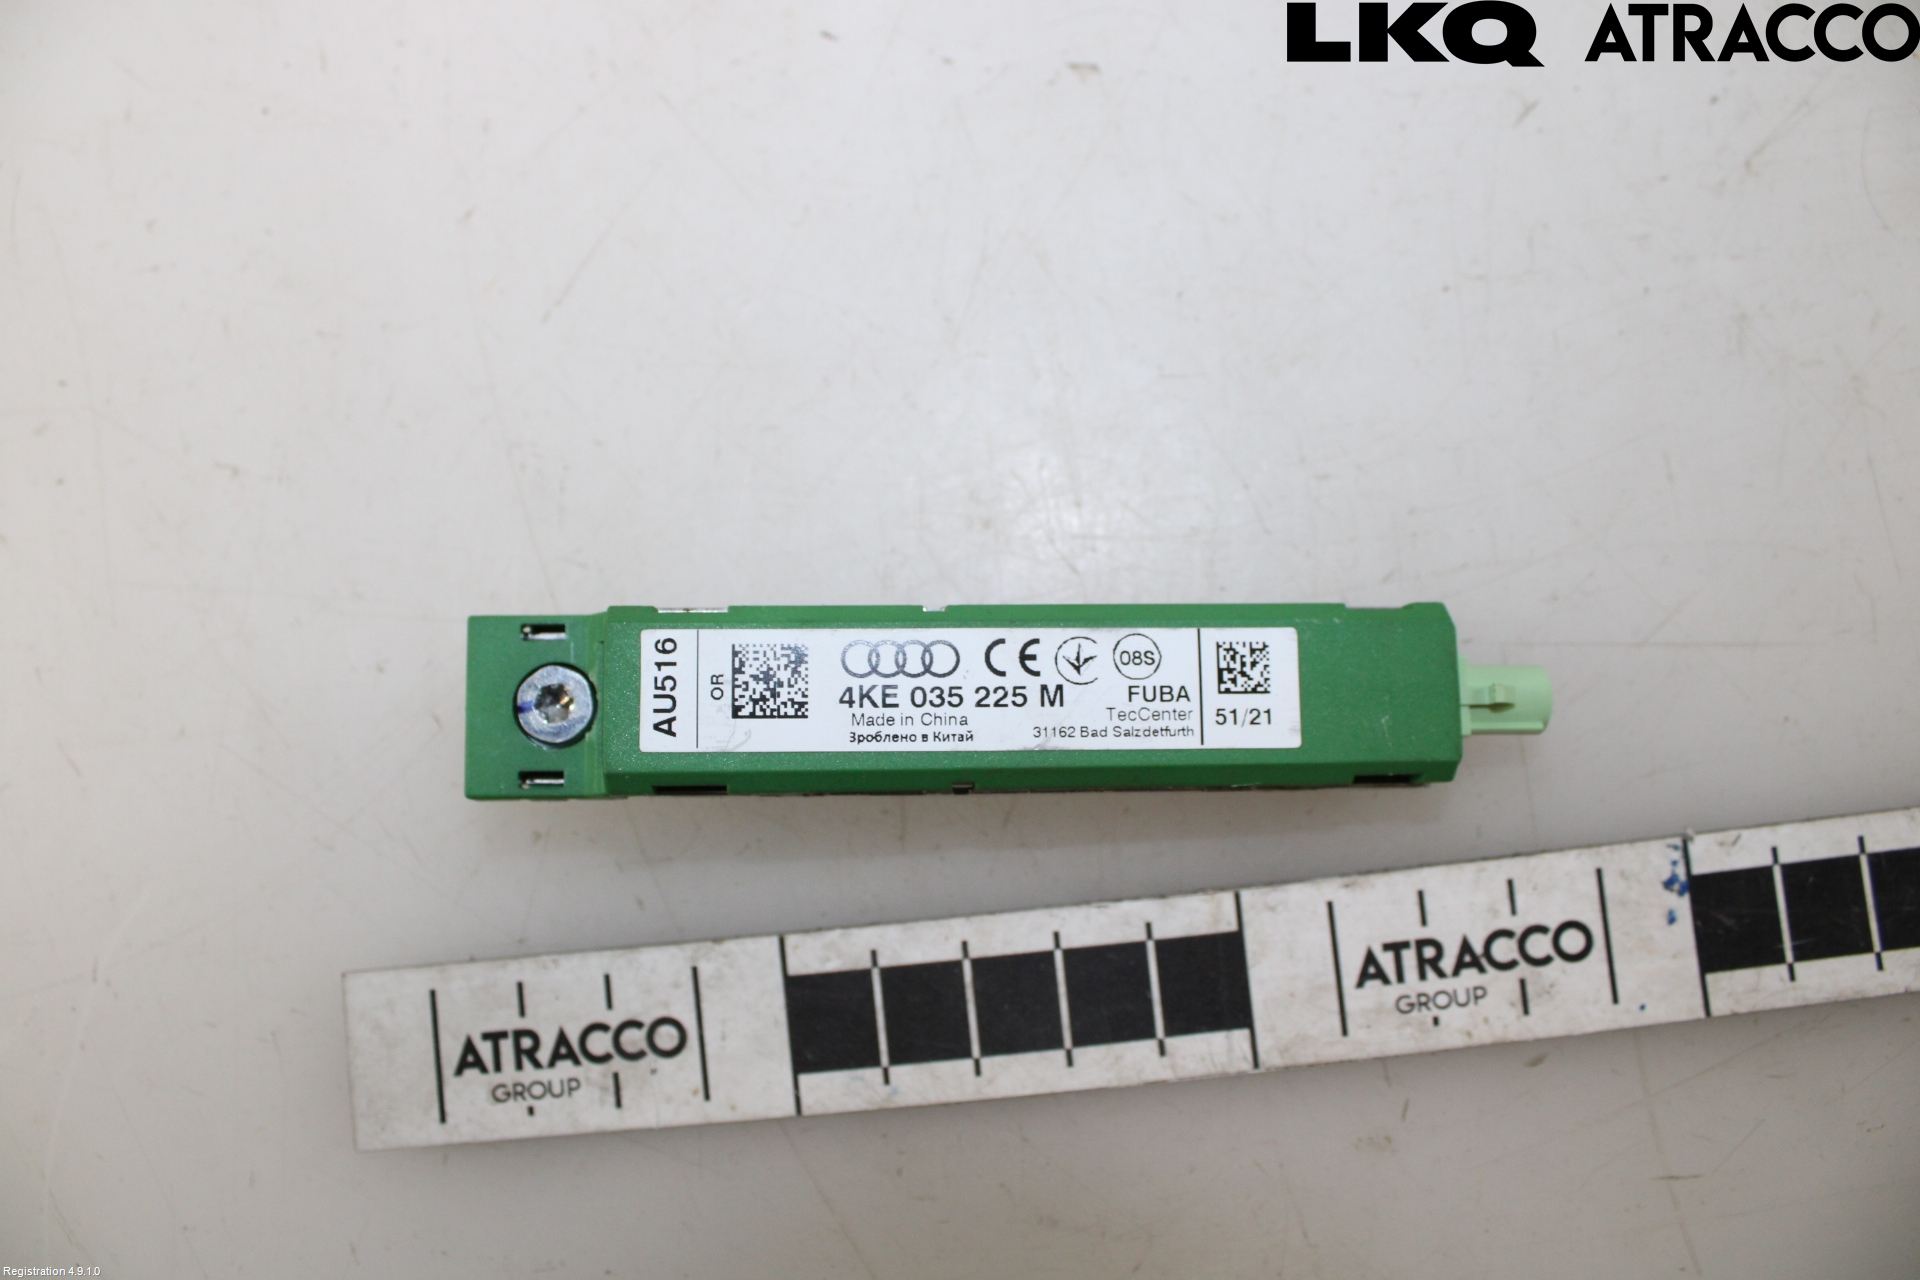 LKQ ATRACCO
AU516
OR
CE
08S
4KE 035 225 M
FUBA
Made in China
TecCenter
Зроблено в Китай
31162 Bad Salzdetfurth
51/21
ATRACCO
GROUP
ATRACCO
GROUP
Registration 4.9.1.0